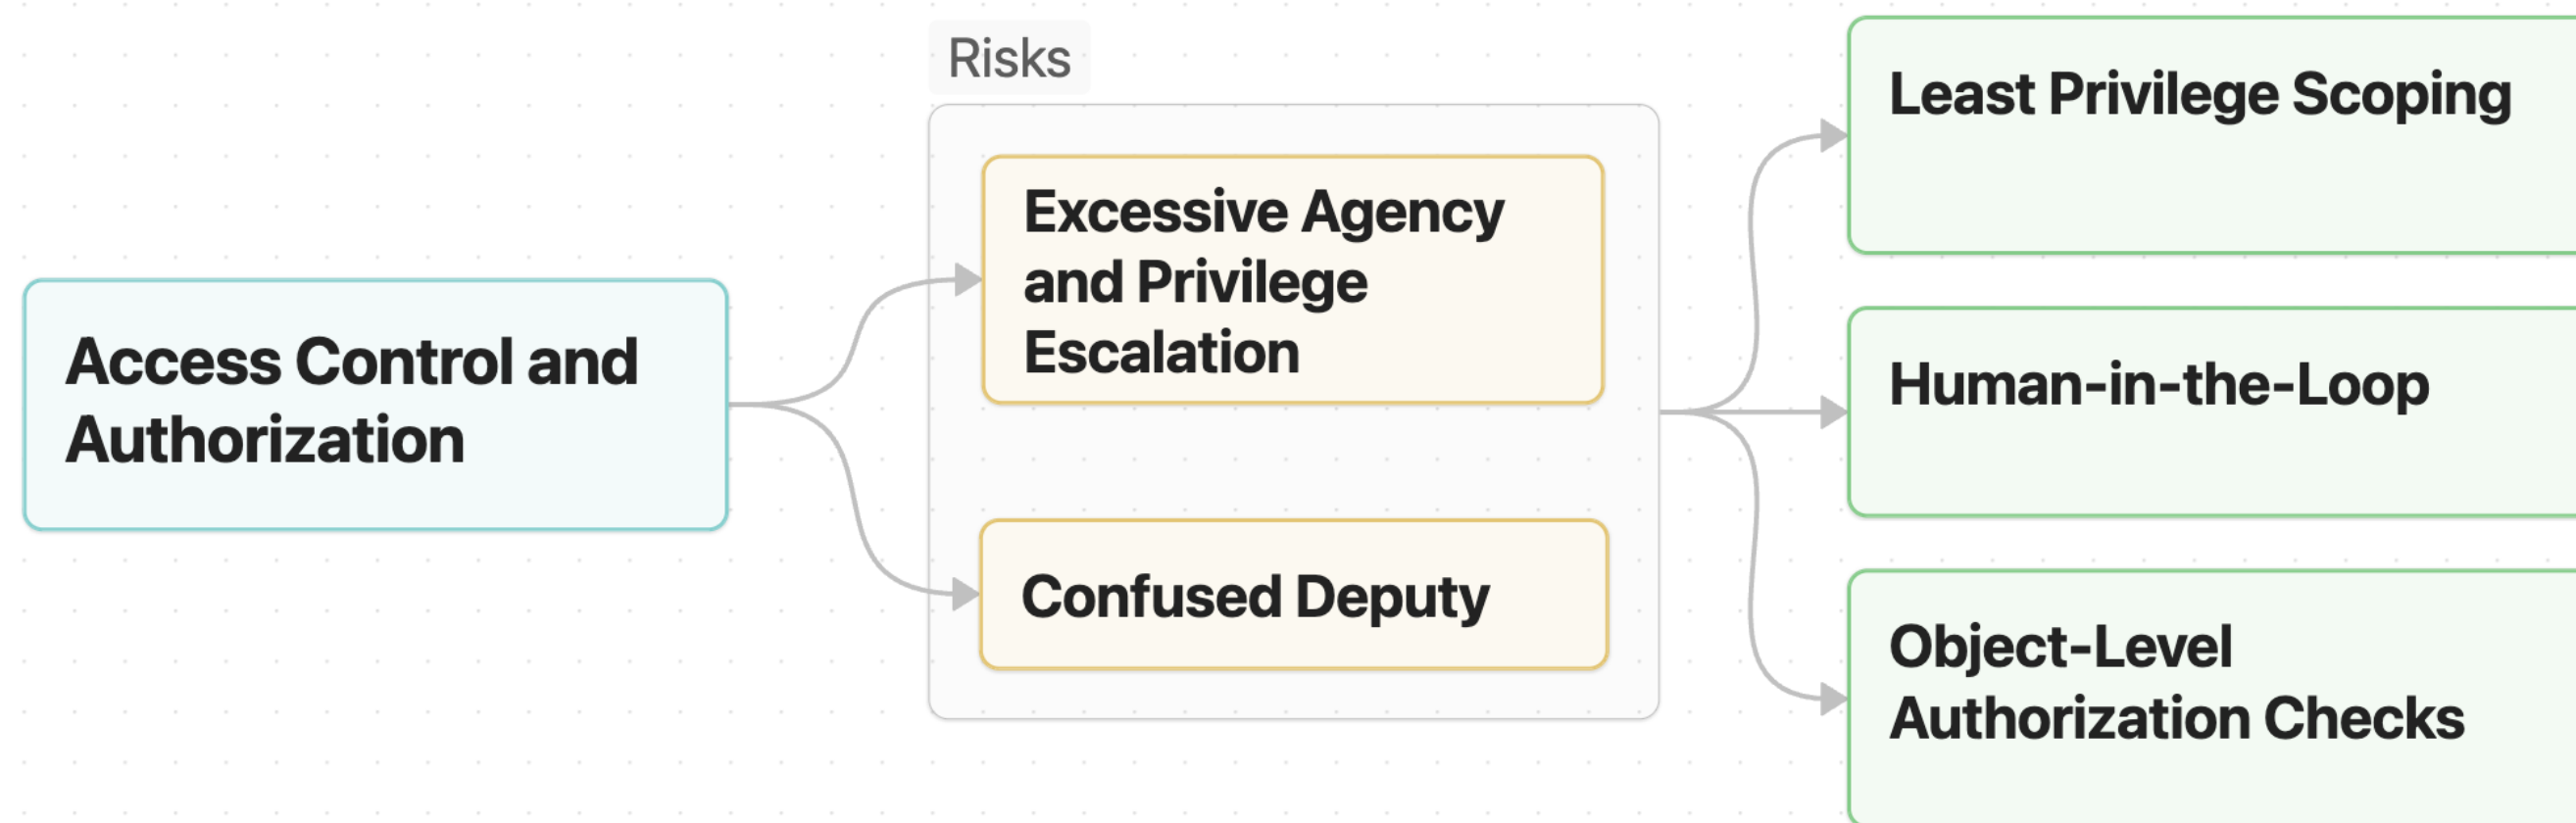 Risks
Access Control and
Authorization
Excessive Agency
and Privilege
Escalation
Confused Deputy
Least Privilege Scoping
Human-in-the-Loop
Object-Level
Authorization Checks